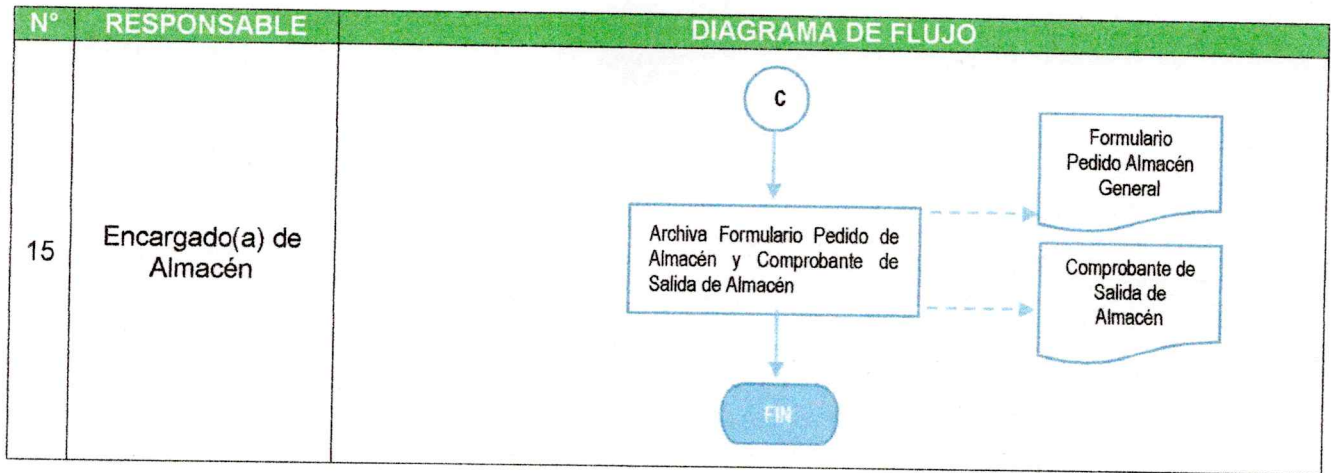 N° RESPONSABLE DIAGRAMA DE FLUJO
C
Formulario
Pedido Almacén
General
15
Encargado(a) de
Almacén
Archiva Formulario Pedido de
Almacén y Comprobante de
Salida de Almacén
Comprobante de
Salida de
Almacén
FIN